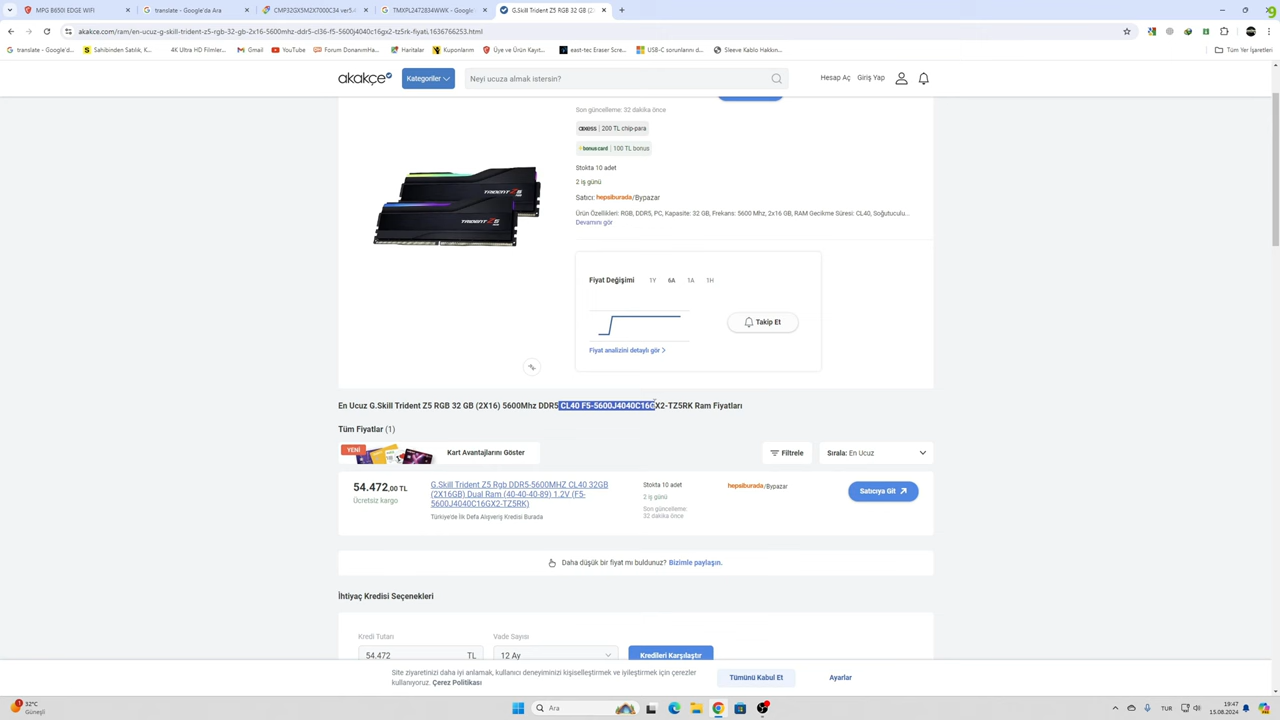 MPG B650I EDGE WIFI
translate - Google'da Ara
CMP32GX5M2X7000C34 ver5.4
TMXPL2472834WWK - Google
G.Skill Trident Z5 RGB 32 GB (2
akakce.com/ram/en-ucuz-g-skill-trident-z5-rgb-32-gb-2x16-5600mhz-ddr5-cl36-f5-5600j4040c16gx2-tz5rk-fiyati,1636766253.html
translate - Google'd...
Sahibinden Satılık, K...
4K Ultra HD Filmler...
Gmail
YouTube
Forum DonanımHa...
Haritalar
Kuponlarım
Üye ve Ürün Kayıt...
east-tec Eraser Scre...
USB-C sorunlarını d...
Sleeve Kablo Hakkın...
Tüm Yer İşaretleri
akakçe
Kategoriler
Neyi ucuza almak istersin?
Hesap Aç
Giriş Yap
Son güncelleme: 32 dakika önce
axess | 200 TL chip-para
bonus card | 100 TL bonus
Stokta 10 adet
2 iş günü
Satıcı: hepsiburada/Bypazar
Ürün Özellikleri: RGB, DDR5, PC, Kapasite: 32 GB, Frekans: 5600 Mhz, 2x16 GB, RAM Gecikme Süresi: CL40, Soğutuculu...
Devamını gör
TRIDENT Z5
TRIDENT Z5
Fiyat Değişimi
1Y
6A
1A
1H
Takip Et
Fiyat analizini detaylı gör
En Ucuz G.Skill Trident Z5 RGB 32 GB (2X16) 5600Mhz DDR5 CL40 F5-5600J4040C16GX2-TZ5RK Ram Fiyatları
Tüm Fiyatlar (1)
YENİ
Kart Avantajlarını Göster
Filtrele
Sırala: En Ucuz
54.472,00 TL
Ücretsiz kargo
G.Skill Trident Z5 Rgb DDR5-5600MHZ CL40 32GB
(2X16GB) Dual Ram (40-40-40-89) 1.2V (F5-
5600J4040C16GX2-TZ5RK)
Türkiye'de İlk Defa Alışveriş Kredisi Burada
Stokta 10 adet
2 iş günü
Son güncelleme:
32 dakika önce
hepsiburada/Bypazar
Satıcıya Git
Daha düşük bir fiyat mı buldunuz? Bizimle paylaşın.
İhtiyaç Kredisi Seçenekleri
Kredi Tutarı
Vade Sayısı
54.472
TL
12 Ay
Kredileri Karşılaştır
Site ziyaretinizi daha iyi anlamak, kullanıcı deneyiminizi kişiselleştirmek ve iyileştirmek için çerezler
kullanıyoruz. Çerez Politikası
Tümünü Kabul Et
Ayarlar
32°C
Güneşli
Ara
TUR
19:47
15.08.2024